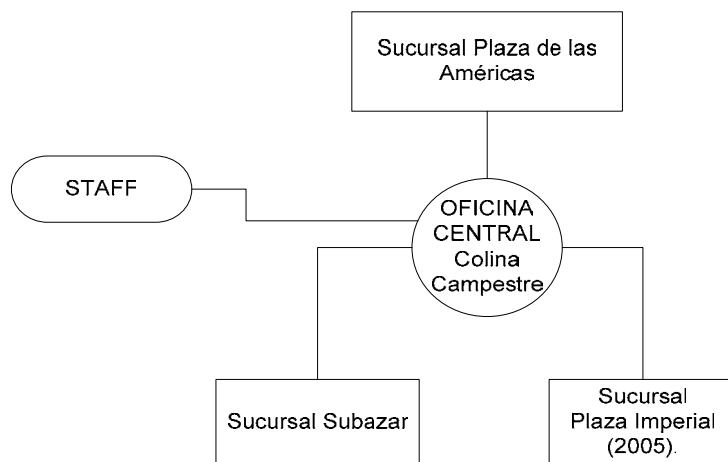 Sucursal Plaza de las
Américas
STAFF
OFICINA
CENTRAL
Colina
Campestre
Sucursal Subazar
Sucursal
Plaza Imperial
(2005).